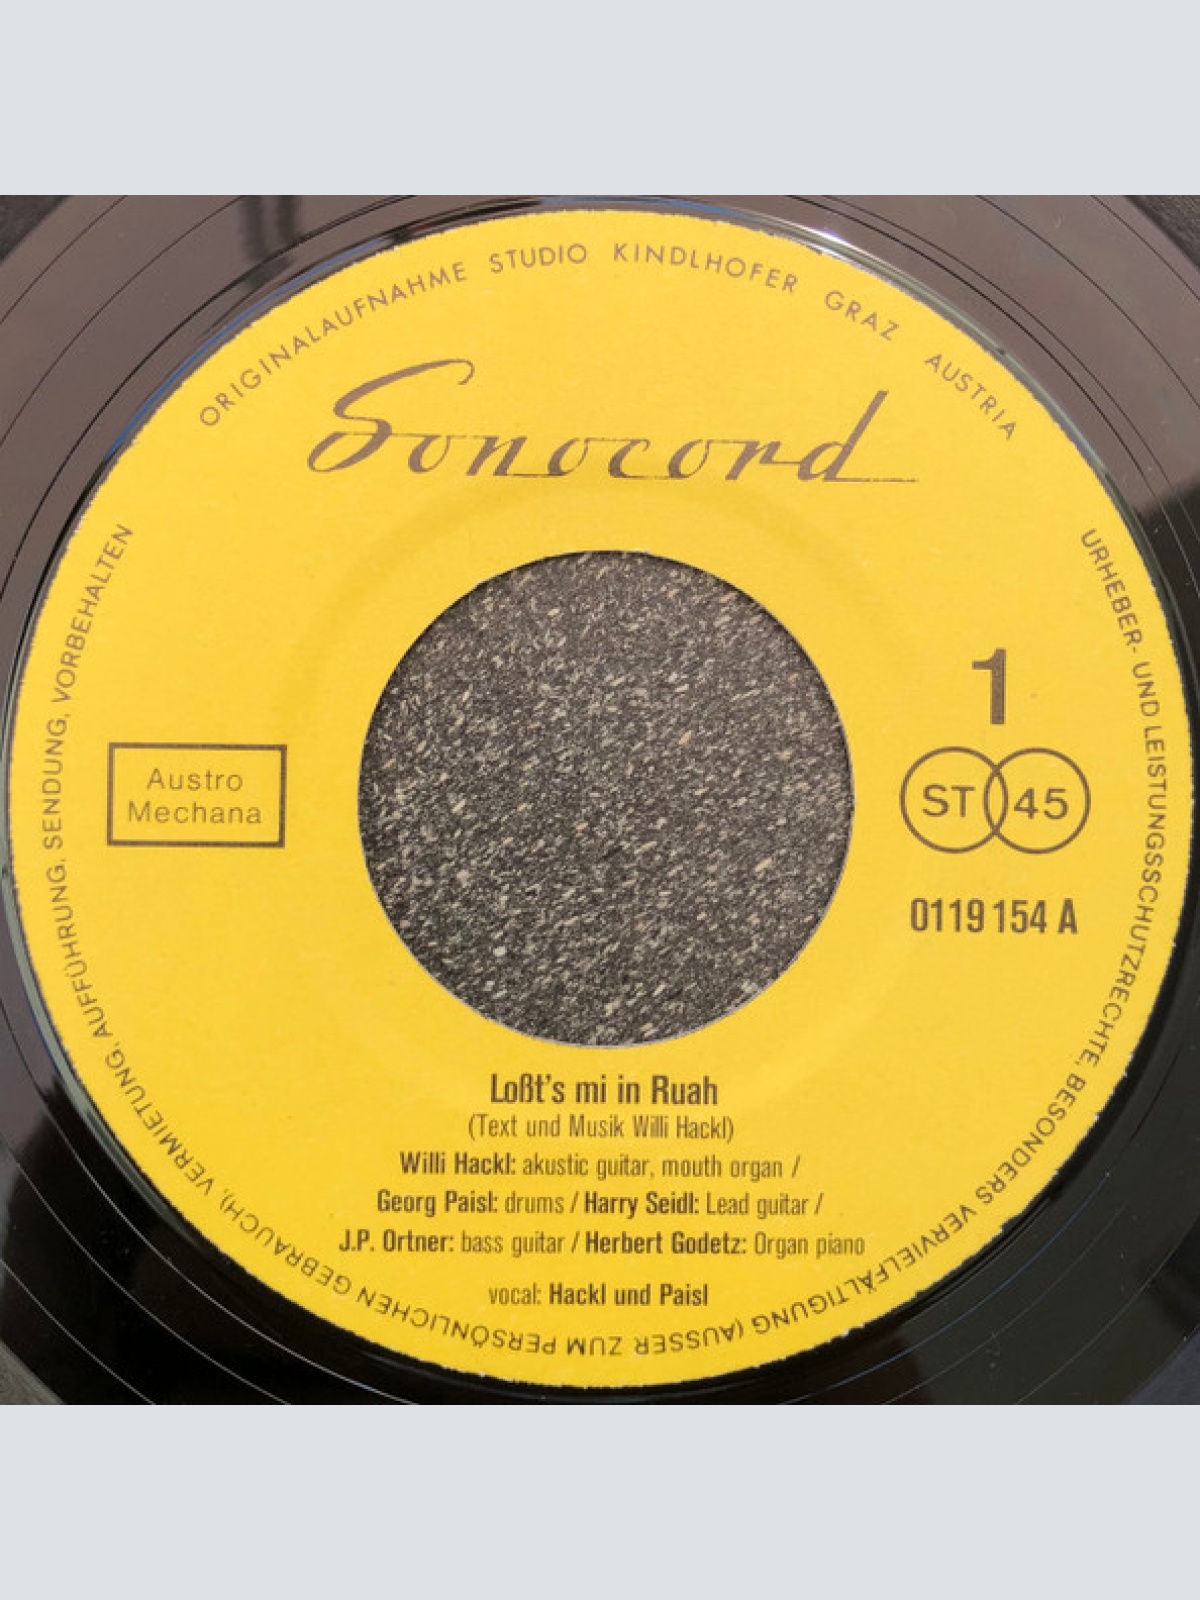 ORIGINALAUFNAHME STUDIO KINDLHOFER GRAZ AUSTRIA
Sonocord
1
Austro
Mechana
ST 45
0119 154 A
Loßt's mi in Ruah
(Text und Musik Willi Hackl)
Willi Hackl: akustic guitar, mouth organ /
Georg Paisl: drums / Harry Seidl: Lead guitar /
J.P. Ortner: bass guitar / Herbert Godetz: Organ piano
vocal: Hackl und Paisl
URHEBER- UND LEISTUNGSSCHUTZRECHTE, BESONDERS VERVIELFÄLTIGUNG (AUSSER ZUM PERSÖNLICHEN GEBRAUCH), VERMIETUNG, AUFFÜHRUNG, SENDUNG, VORBEHALTEN